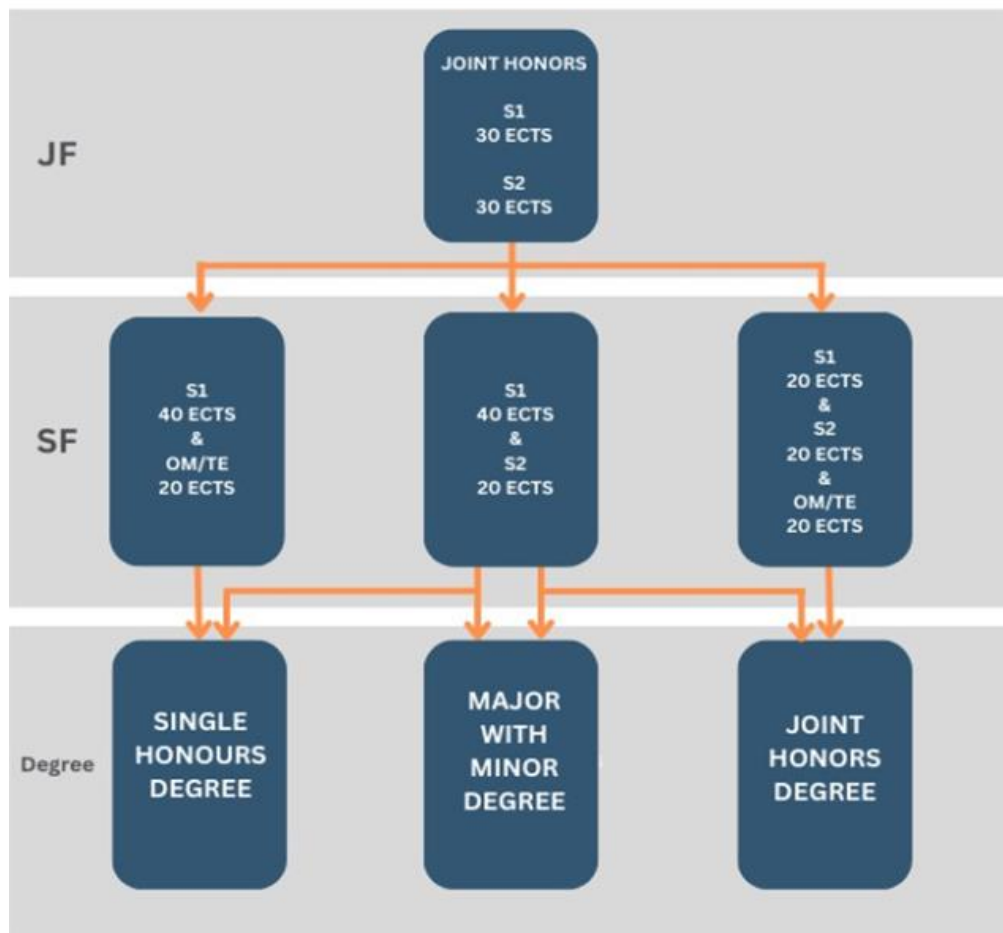 JF
JOINT HONORS
S1
30 ECTS
S2
30 ECTS
SF
S1
40 ECTS
&
OM/TE
20 ECTS
S1
40 ECTS
&
S2
20 ECTS
S1
20 ECTS
&
S2
20 ECTS
&
OM/TE
20 ECTS
Degree
SINGLE
HONOURS
DEGREE
MAJOR
WITH
MINOR
DEGREE
JOINT
HONORS
DEGREE